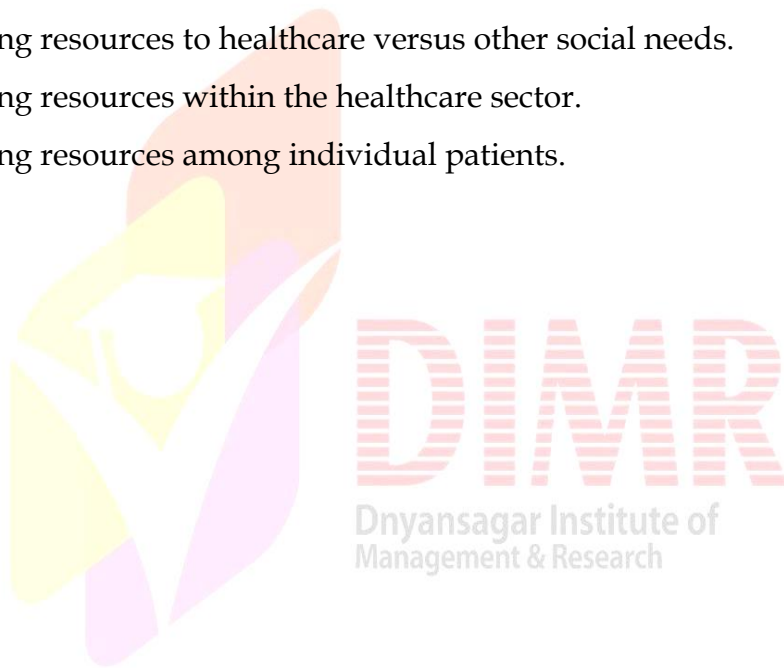 ng resources to healthcare versus other social needs.
ng resources within the healthcare sector.
ng resources among individual patients.
DIMR
Dnyansagar Institute of
Management & Research